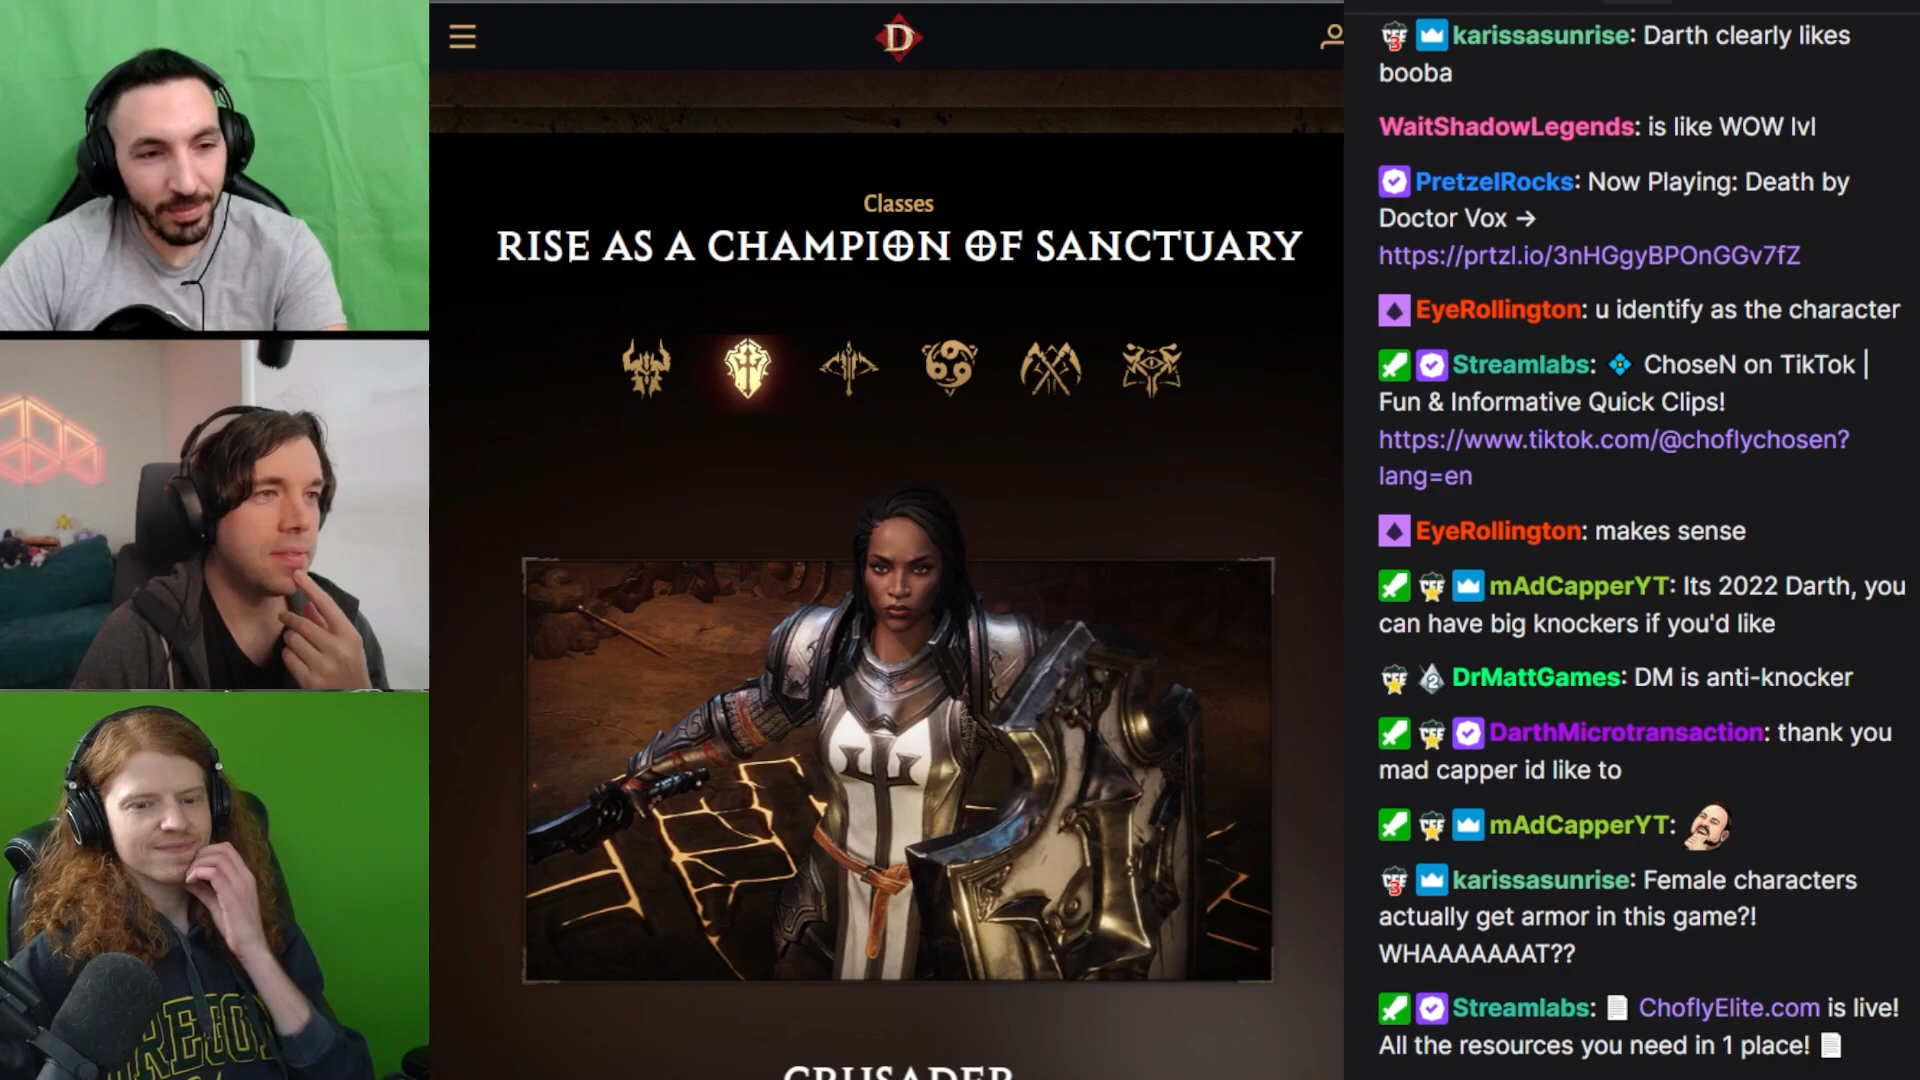 D
Classes
RISE AS A CHAMPION OF SANCTUARY
CRUSADER
OREGON
karissasunrise: Darth clearly likes
booba
WaitShadowLegends: is like WOW lvl
PretzelRocks: Now Playing: Death by
Doctor Vox →
https://prtzl.io/3nHGgyBPOnGGv7fZ
EyeRollington: u identify as the character
Streamlabs: 💠 ChoseN on TikTok |
Fun & Informative Quick Clips!
https://www.tiktok.com/@choflychosen?
lang=en
EyeRollington: makes sense
mAdCapperYT: Its 2022 Darth, you
can have big knockers if you'd like
DrMattGames: DM is anti-knocker
DarthMicrotransaction: thank you
mad capper id like to
mAdCapperYT:
karissasunrise: Female characters
actually get armor in this game?!
WHAAAAAAAT??
Streamlabs: 📄 ChoflyElite.com is live!
All the resources you need in 1 place! 📄